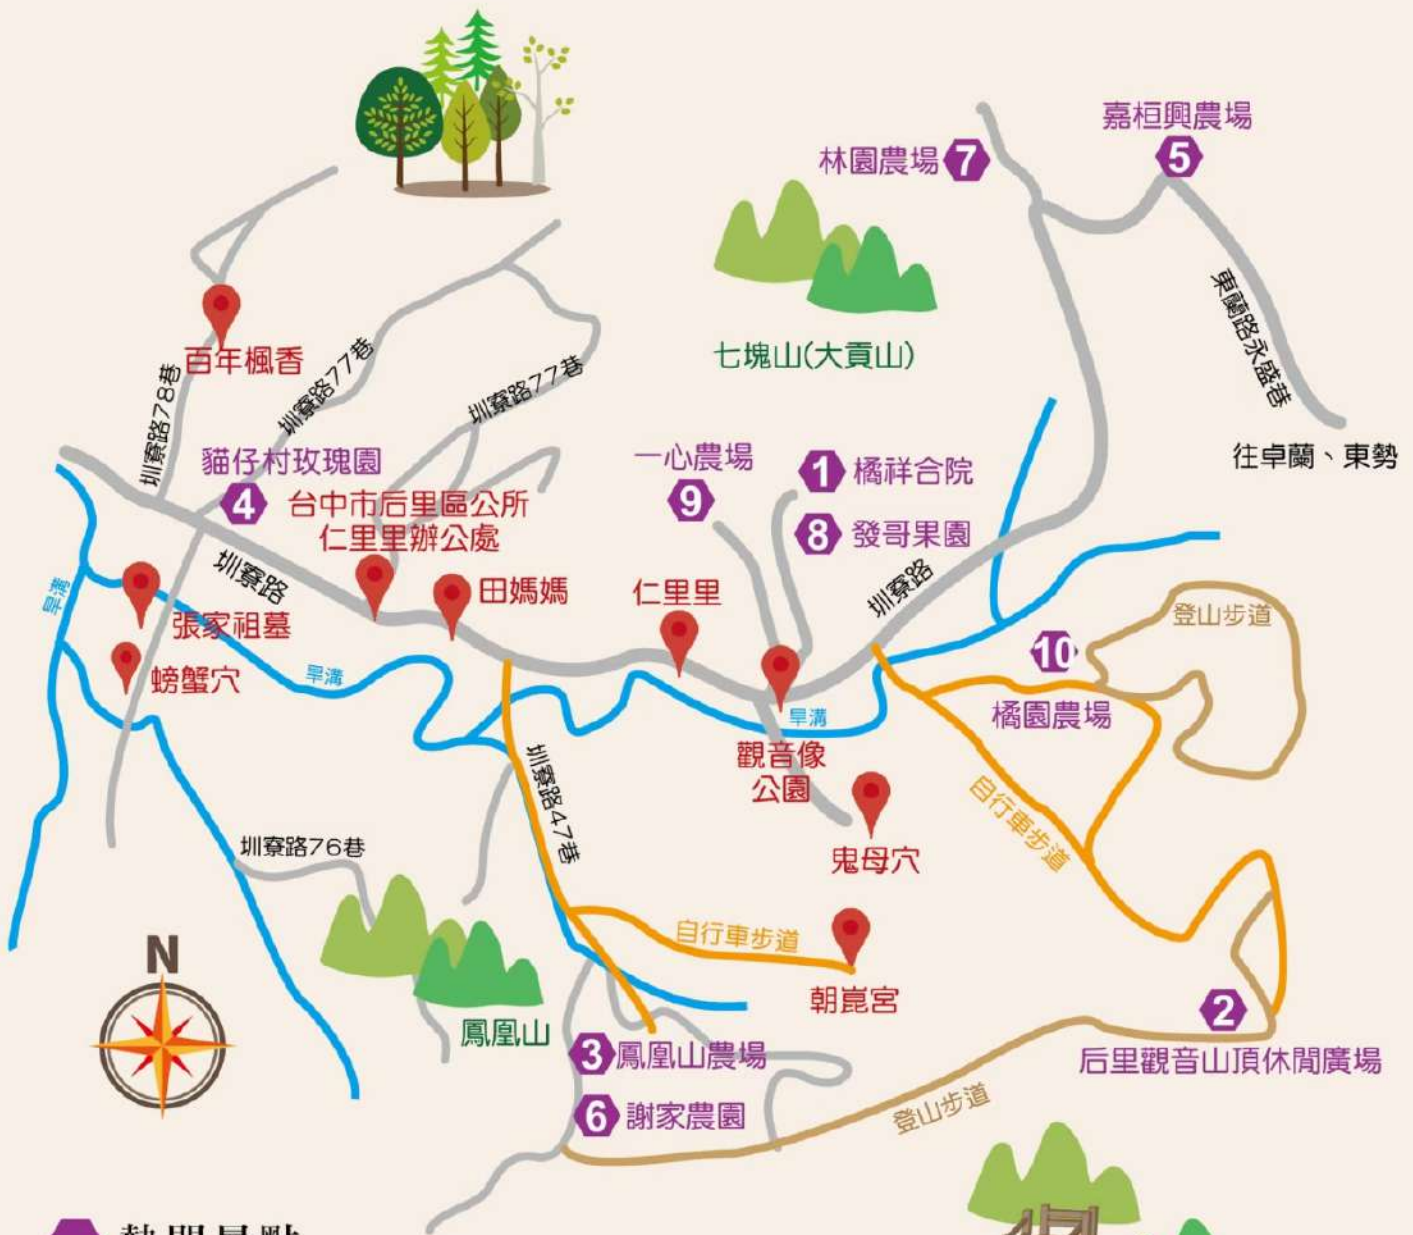 嘉桓興農場
5
林園農場 7
東蘭路永盛巷
往卓蘭、東勢
七塊山(大貢山)
百年楓香
圳寮路78巷
圳寮路77巷
圳寮路77巷
貓仔村玫瑰園
4
台中市后里區公所
仁里里辦公處
一心農場
9
1 橘祥合院
8 發哥果園
圳寮路
圳寮路
旱溝
張家祖墓
螃蟹穴
旱溝
田媽媽
仁里里
旱溝
觀音像
公園
登山步道
10
橘園農場
自行車步道
圳寮路47巷
圳寮路76巷
鬼母穴
自行車步道
朝崑宮
N
鳳凰山
3 鳳凰山農場
6 謝家農園
2
后里觀音山頂休閒廣場
登山步道
熱門景點